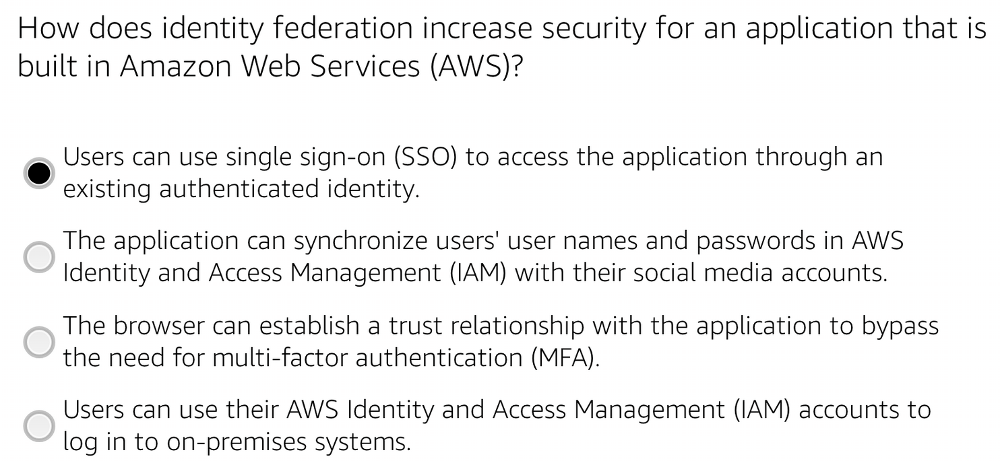 How does identity federation increase security for an application that is
built in Amazon Web Services (AWS)?
Users can use single sign-on (SSO) to access the application through an
existing authenticated identity.
The application can synchronize users' user names and passwords in AWS
Identity and Access Management (IAM) with their social media accounts.
The browser can establish a trust relationship with the application to bypass
the need for multi-factor authentication (MFA).
Users can use their AWS Identity and Access Management (IAM) accounts to
log in to on-premises systems.